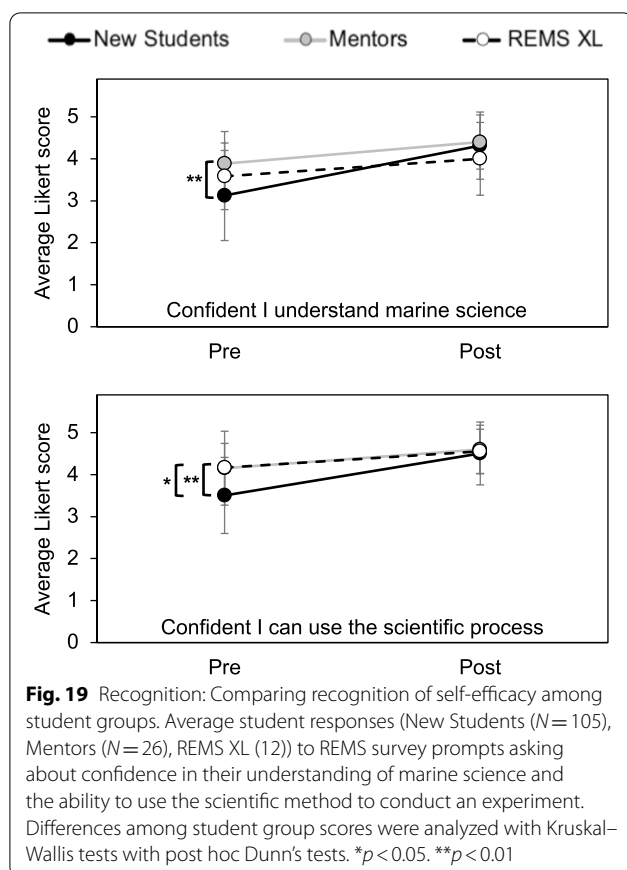 New Students Mentors REMS XL
Average Likert score
5
4
3
2
1
0
**
Confident I understand marine science
Pre Post
Average Likert score
5
4
3
2
1
0
* **
Confident I can use the scientific process
Pre Post
Fig. 19 Recognition: Comparing recognition of self-efficacy among
student groups. Average student responses (New Students (N = 105),
Mentors (N = 26), REMS XL (12)) to REMS survey prompts asking
about confidence in their understanding of marine science and
the ability to use the scientific method to conduct an experiment.
Differences among student group scores were analyzed with Kruskal–
Wallis tests with post hoc Dunn's tests. *p < 0.05. **p < 0.01